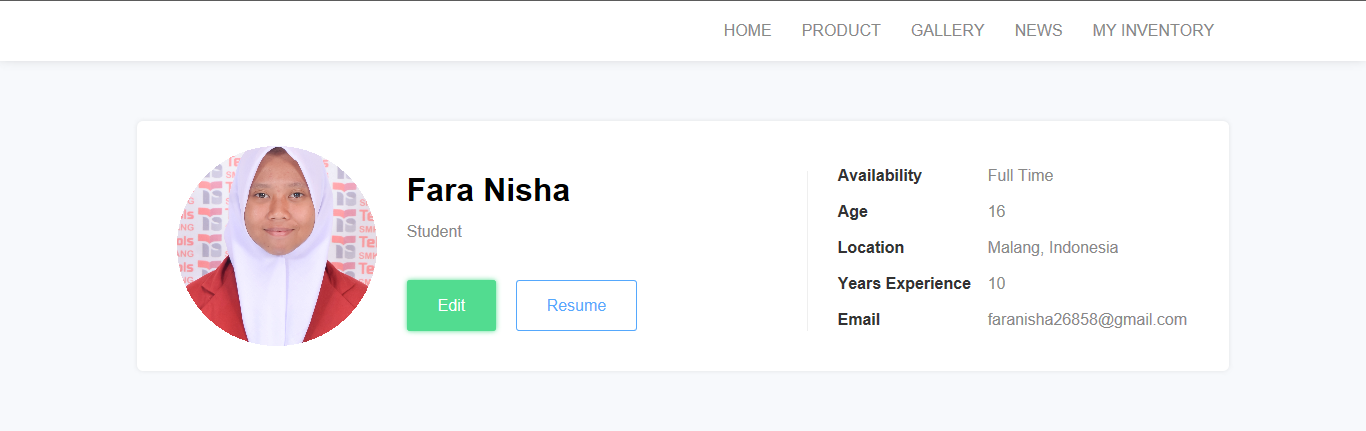 HOME PRODUCT GALLERY NEWS MY INVENTORY
Fara Nisha
Student
Edit Resume
Availability Full Time
Age 16
Location Malang, Indonesia
Years Experience 10
Email faranisha26858@gmail.com